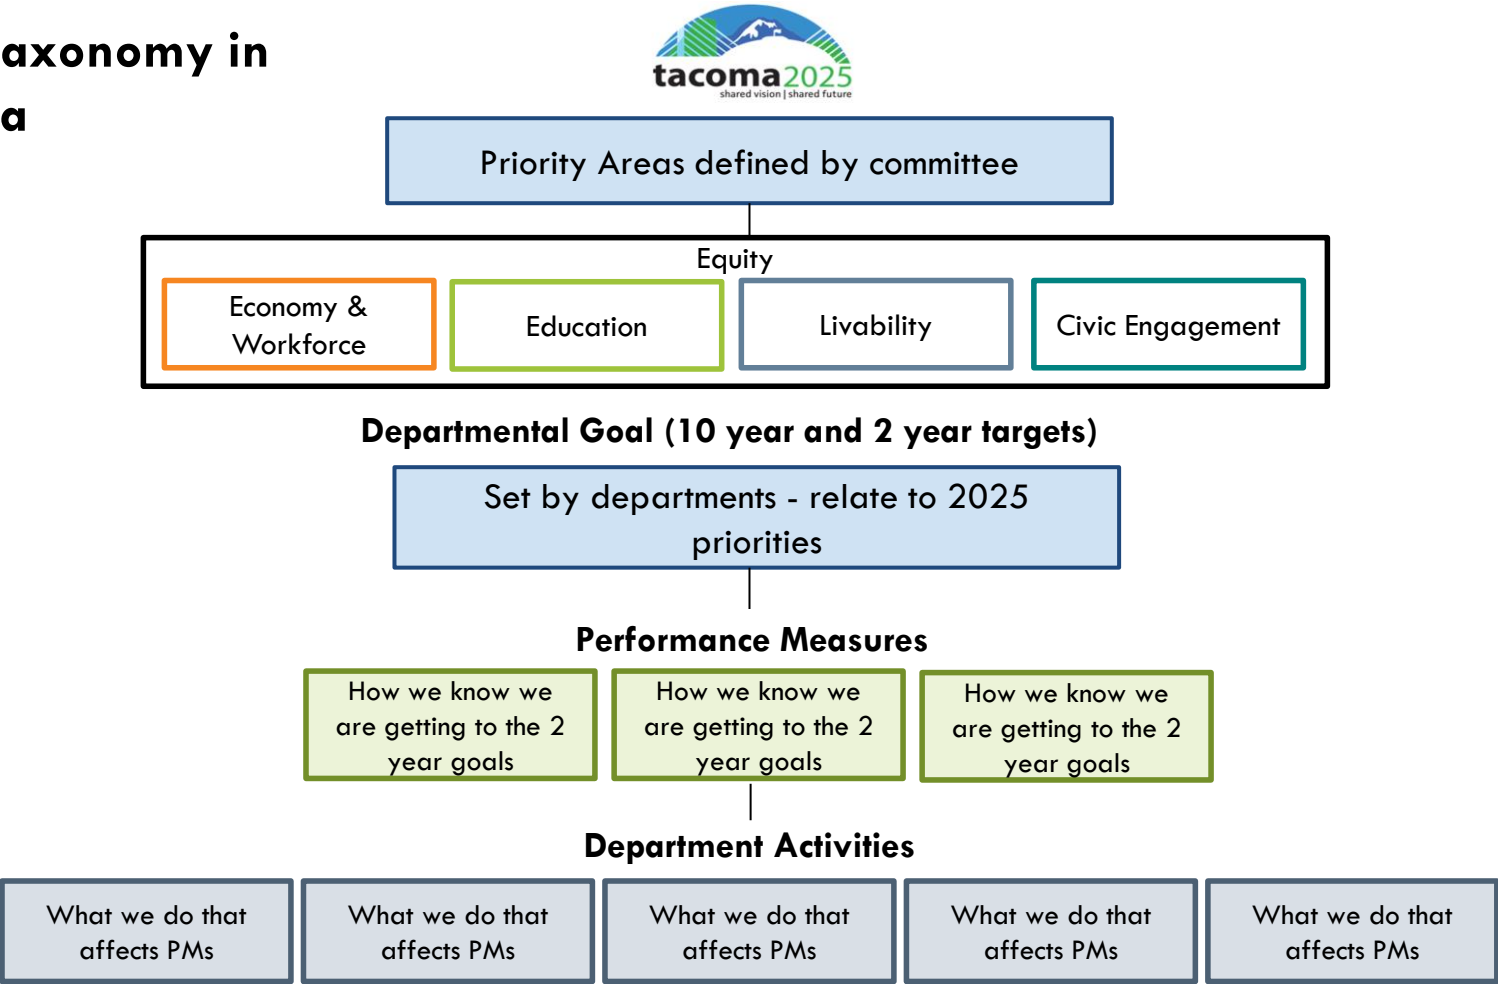 axonomy in
a
tacoma2025
shared vision | shared future
Priority Areas defined by committee
Equity
Economy &
Workforce
Education
Livability
Civic Engagement
Departmental Goal (10 year and 2 year targets)
Set by departments - relate to 2025
priorities
Performance Measures
How we know we
are getting to the 2
year goals
How we know we
are getting to the 2
year goals
How we know we
are getting to the 2
year goals
Department Activities
What we do that
affects PMs
What we do that
affects PMs
What we do that
affects PMs
What we do that
affects PMs
What we do that
affects PMs